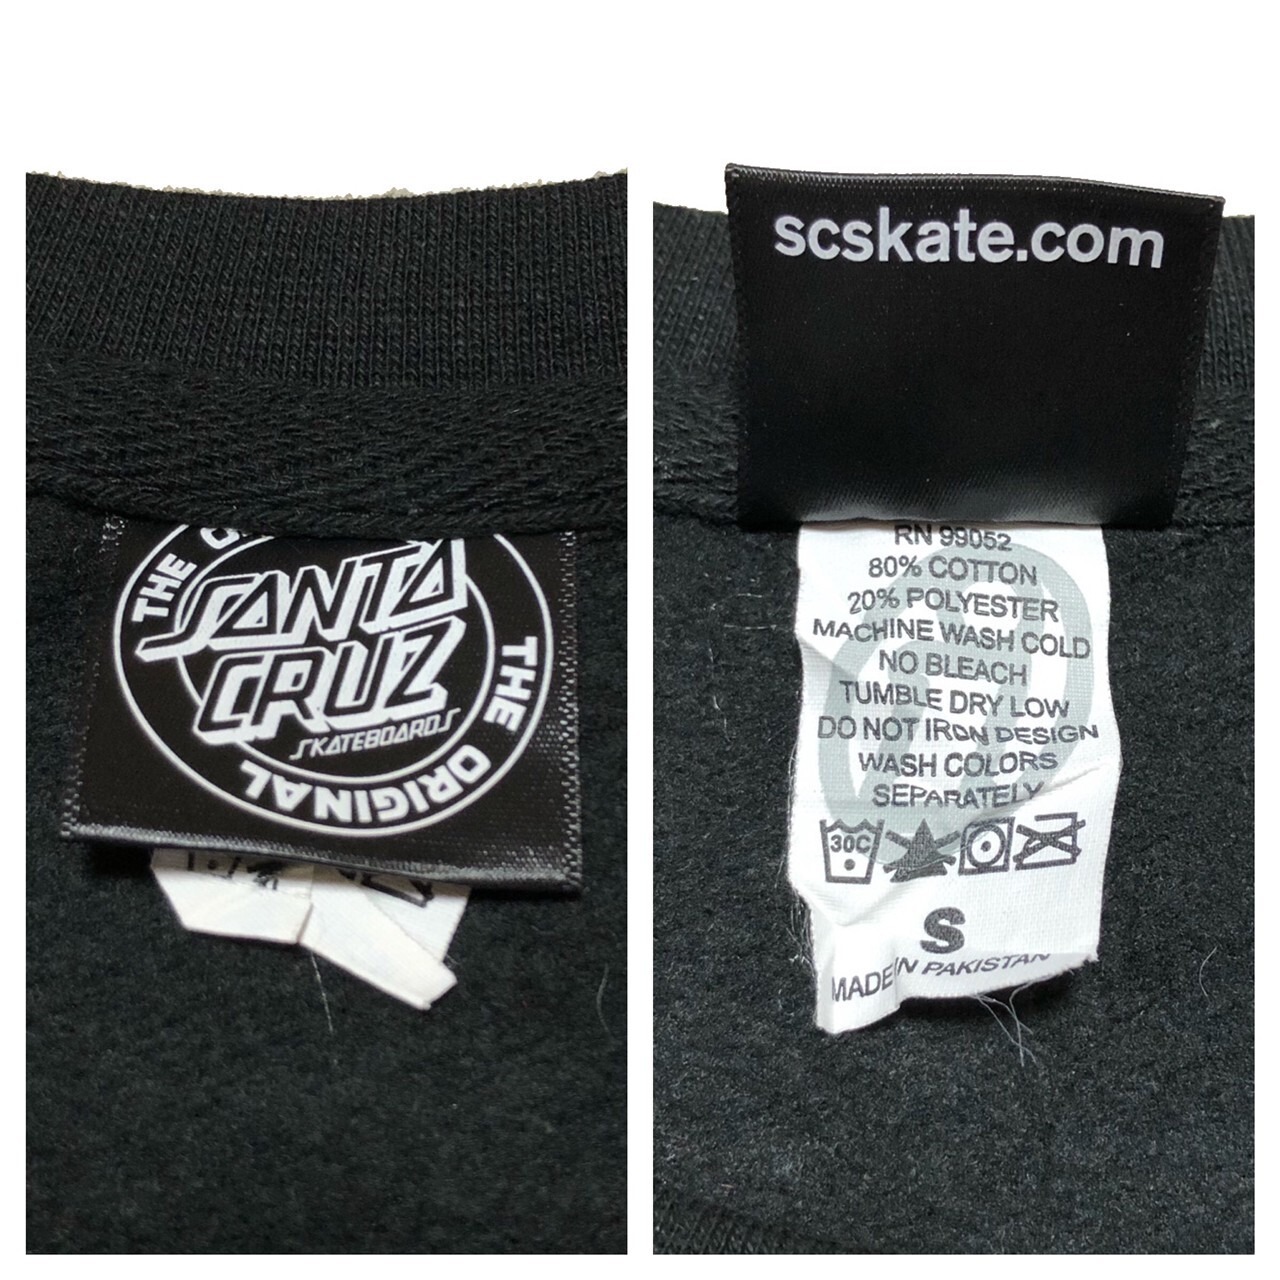 THE
SANTA
CRUZ
SKATEBOARDS
THE ORIGINAL
scskate.com
RN 99052
80% COTTON
20% POLYESTER
MACHINE WASH COLD
NO BLEACH
TUMBLE DRY LOW
DO NOT IRON DESIGN
WASH COLORS
SEPARATELY
30C
S
MADE IN PAKISTAN